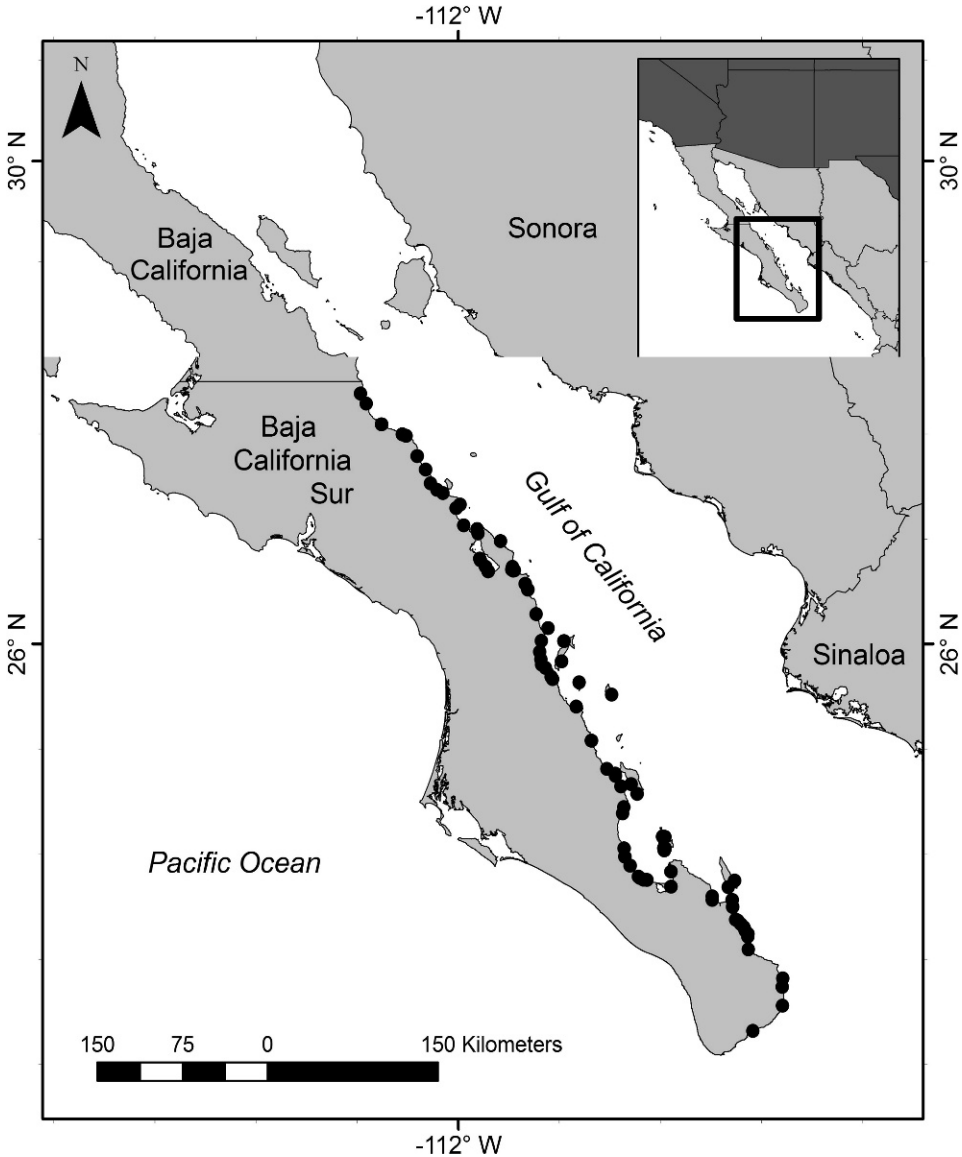 -112° W
N
30° N
30° N
Sonora
Baja
California
Baja
California
Sur
Gulf of California
26° N
26° N
Sinaloa
Pacific Ocean
150 75 0 150 Kilometers
-112° W